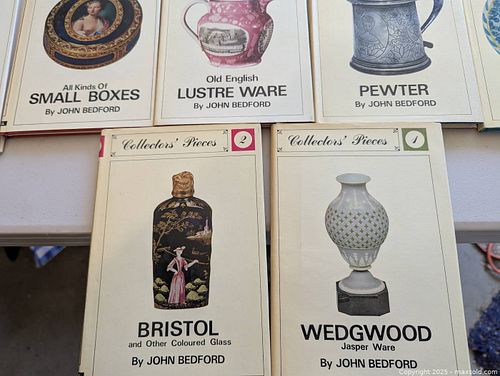 All Kinds Of
SMALL BOXES
By JOHN BEDFORD
Old English
LUSTRE WARE
By JOHN BEDFORD
PEWTER
By JOHN BEDFORD
Collectors' Pieces 2
BRISTOL
and Other Coloured Glass
By JOHN BEDFORD
Collectors' Pieces 1
WEDGWOOD
Jasper Ware
By JOHN BEDFORD
Copyright 2025 - maxsold.com